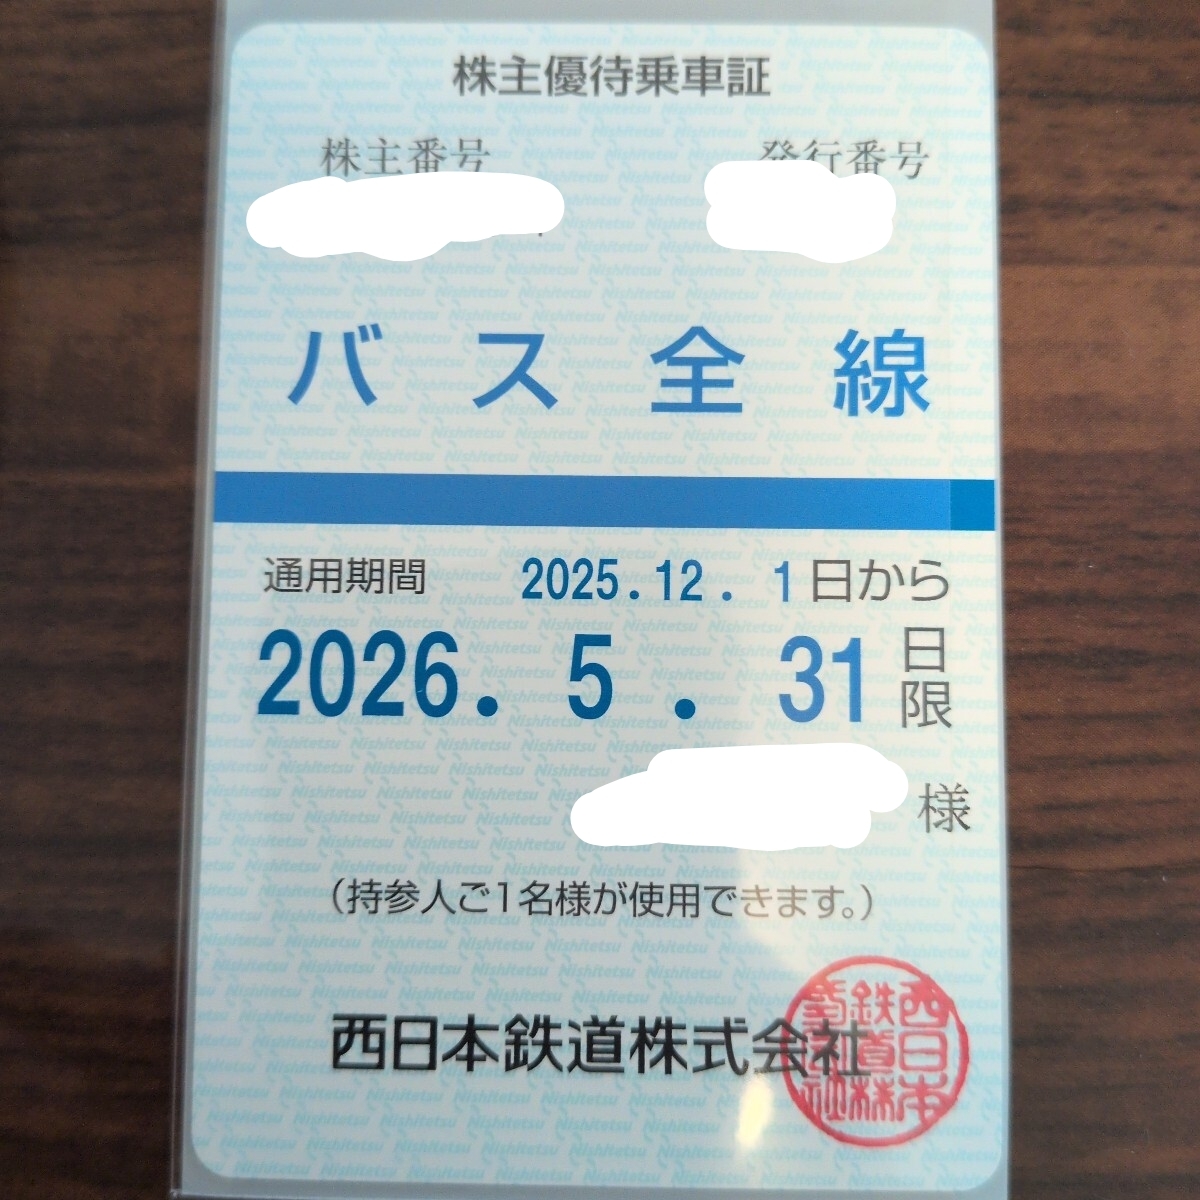 株主優待乗車証
株主番号 発行番号
バス全線
通用期間 2025.12. 1日から
2026. 5. 31日限
様
(持参人ご1名様が使用できます。)
西日本鉄道株式会社